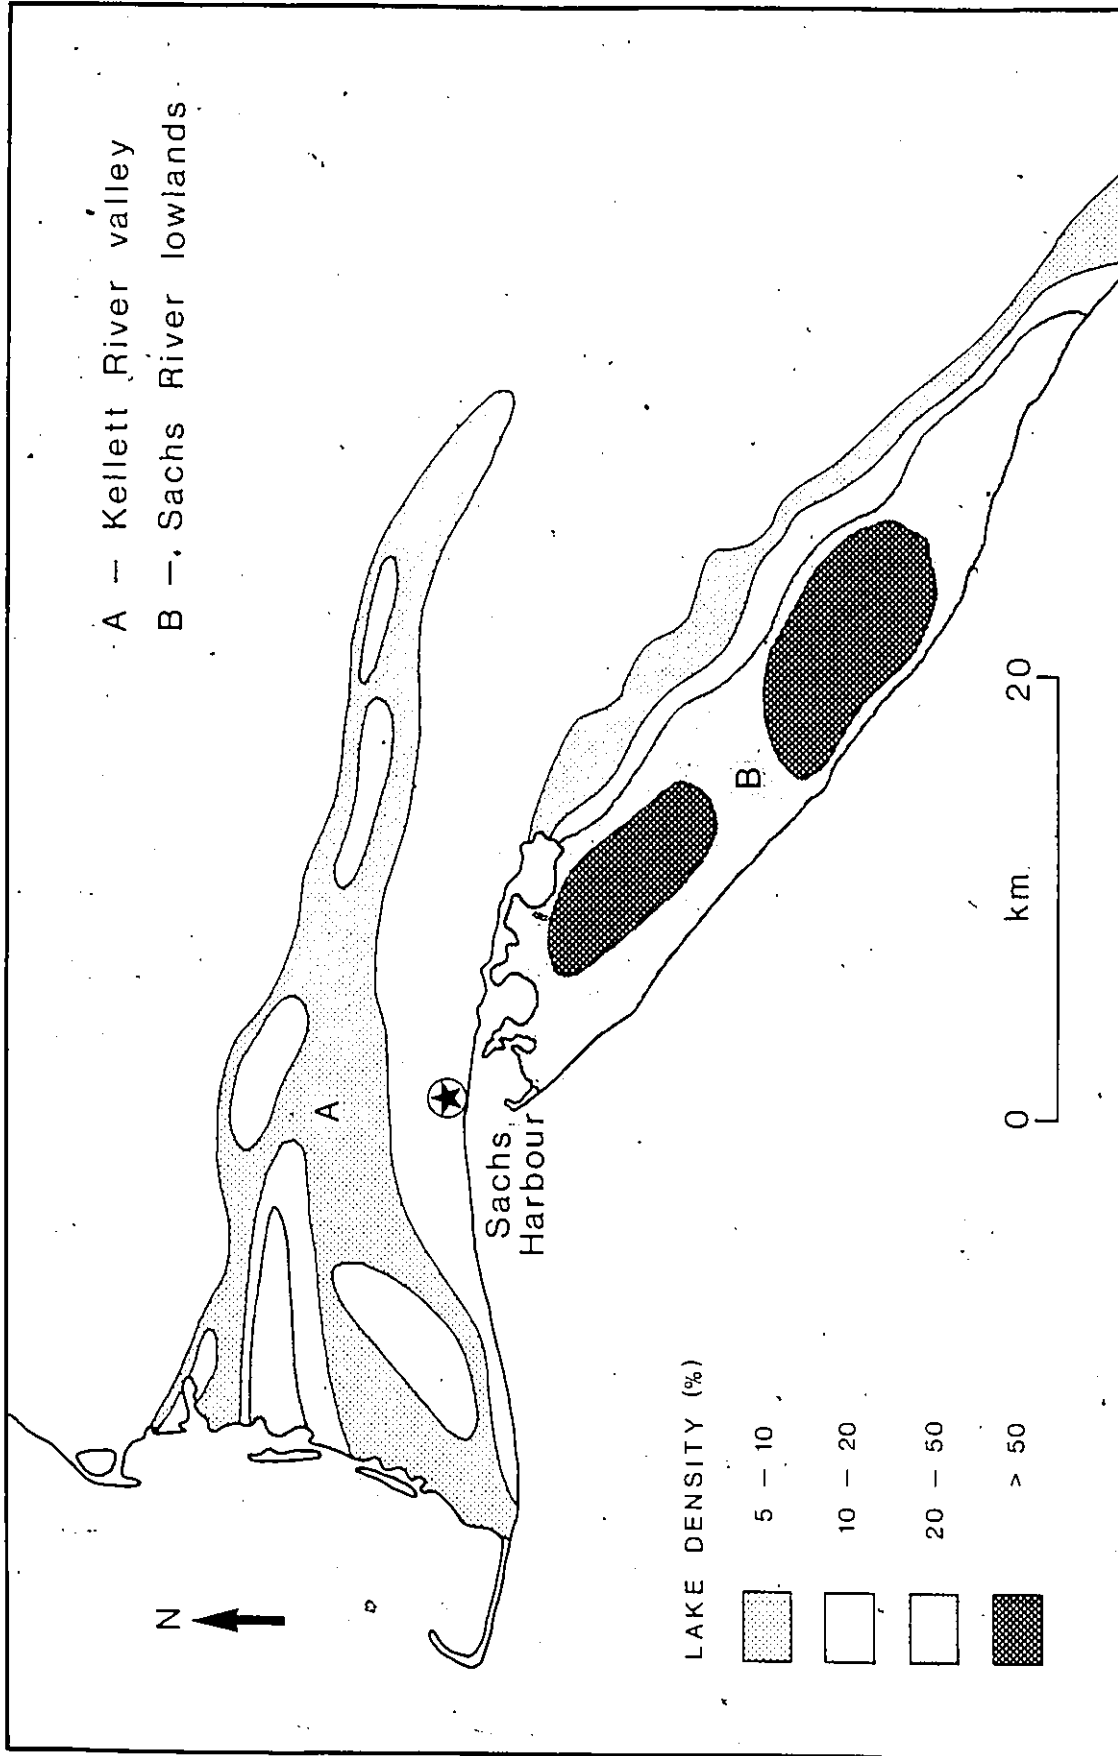 A – Kellett River valley
B – Sachs River lowlands
N
A
Sachs
Harbour
B
LAKE DENSITY (%)
5 – 10
10 – 20
20 – 50
> 50
0 km 20